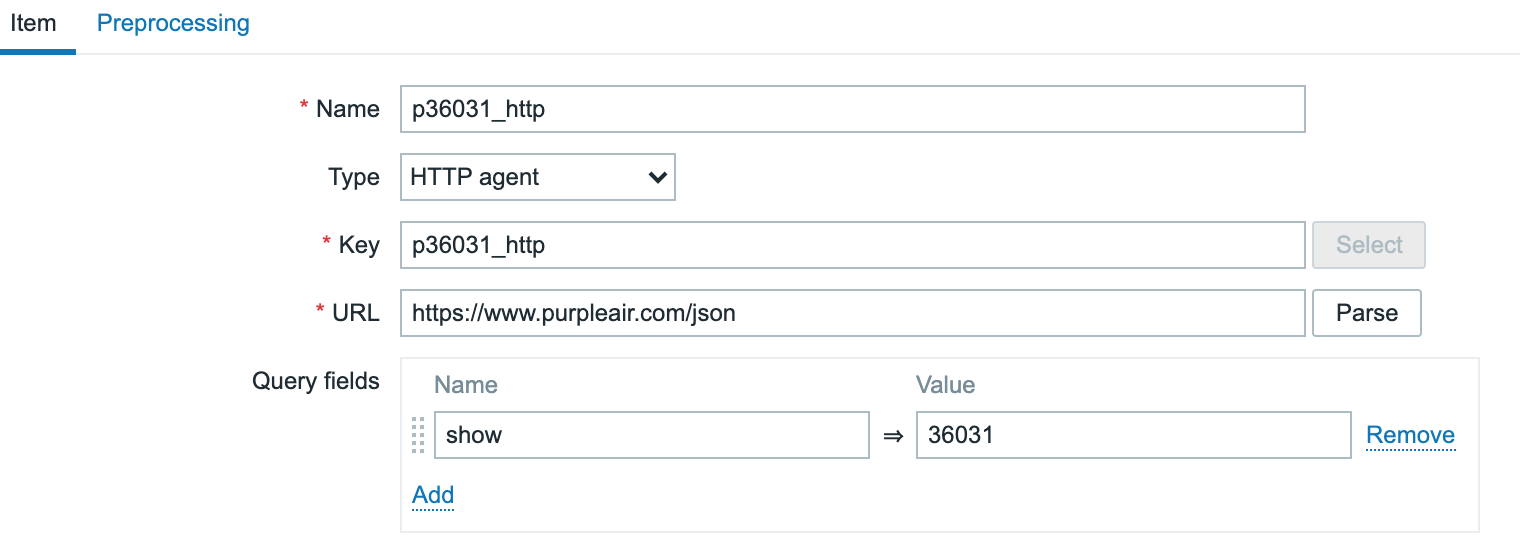 Item Preprocessing
* Name p36031_http
Type HTTP agent
* Key p36031_http Select
* URL https://www.purpleair.com/json Parse
Query fields Name Value
show ⇒ 36031 Remove
Add